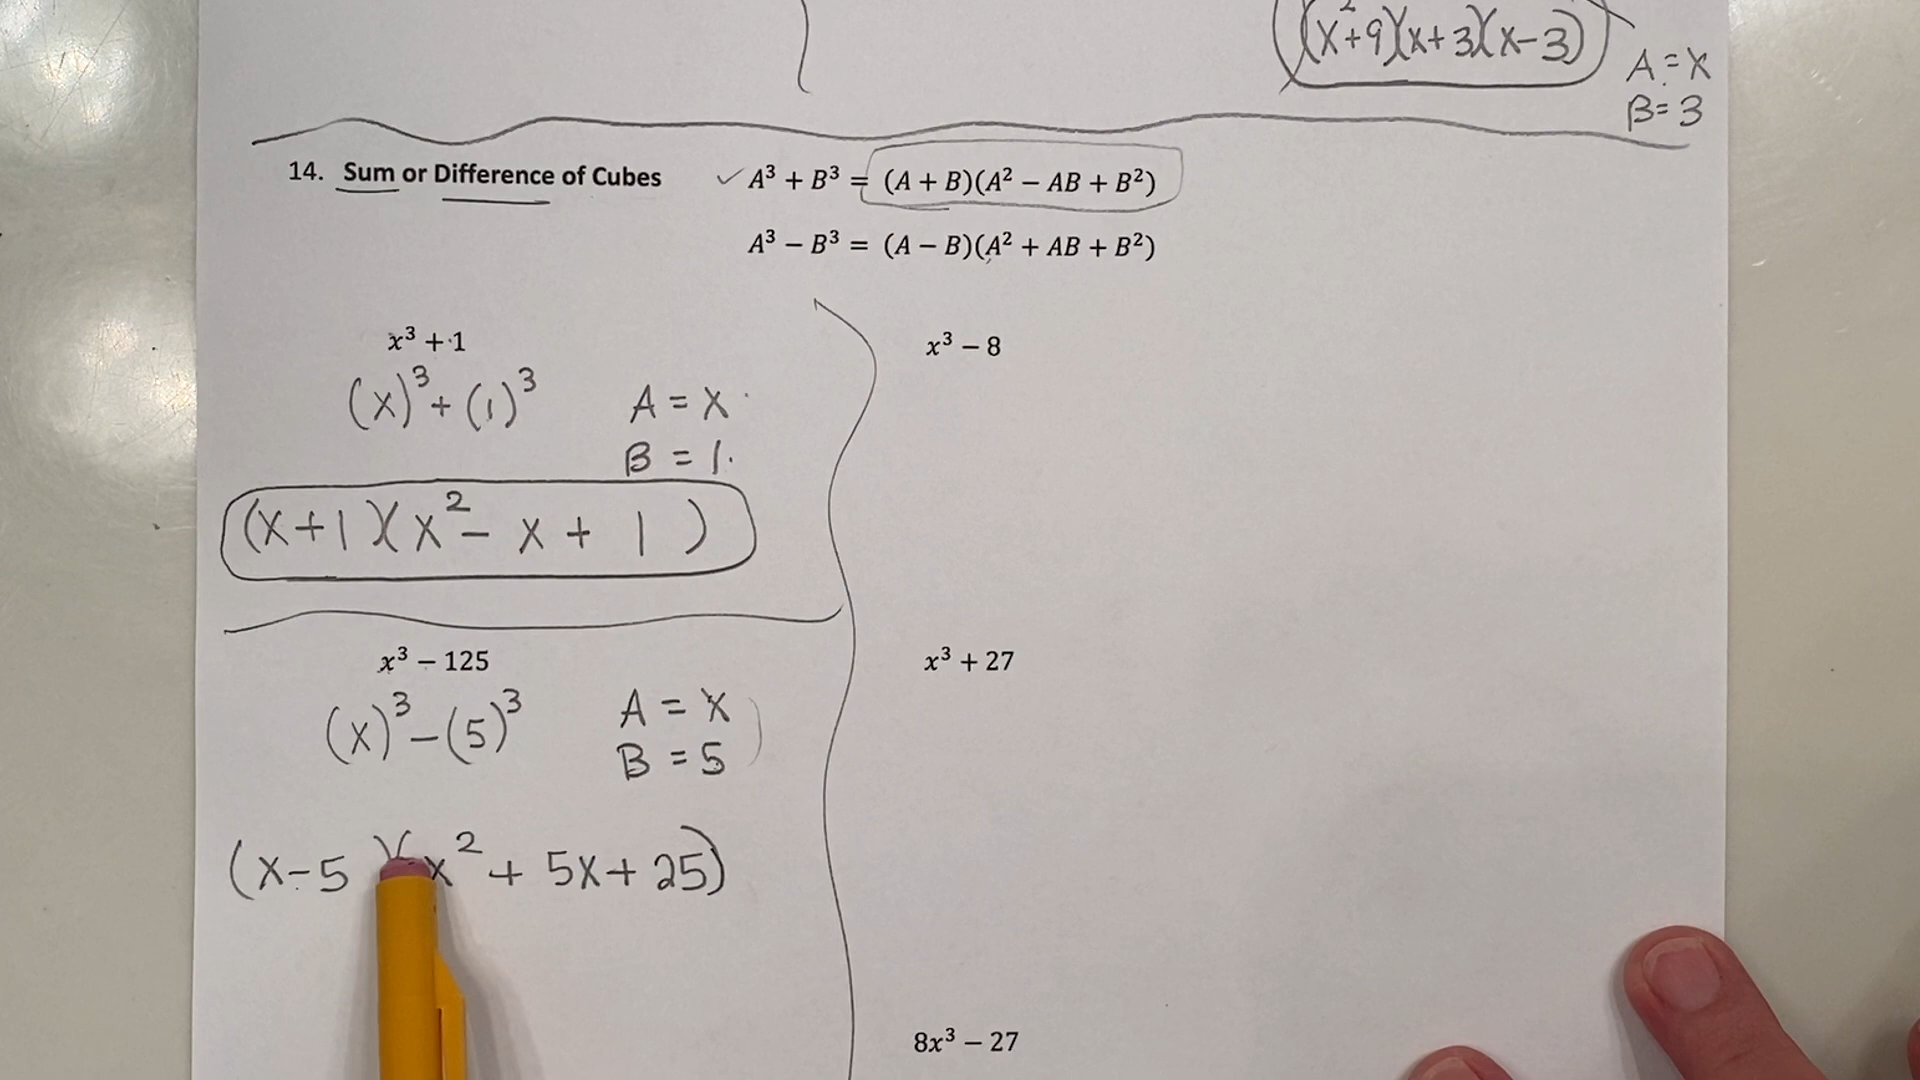 (x²+9)(x+3)(x-3)
A = x
B = 3
14. Sum or Difference of Cubes
✓ A³ + B³ = (A + B)(A² − AB + B²)
A³ − B³ = (A − B)(A² + AB + B²)
x³ + 1
(x)³ + (1)³
A = x
B = 1
(x+1)(x² - x + 1)
x³ − 8
x³ − 125
(x)³ - (5)³
A = x
B = 5
(x-5)(x² + 5x + 25)
x³ + 27
8x³ − 27